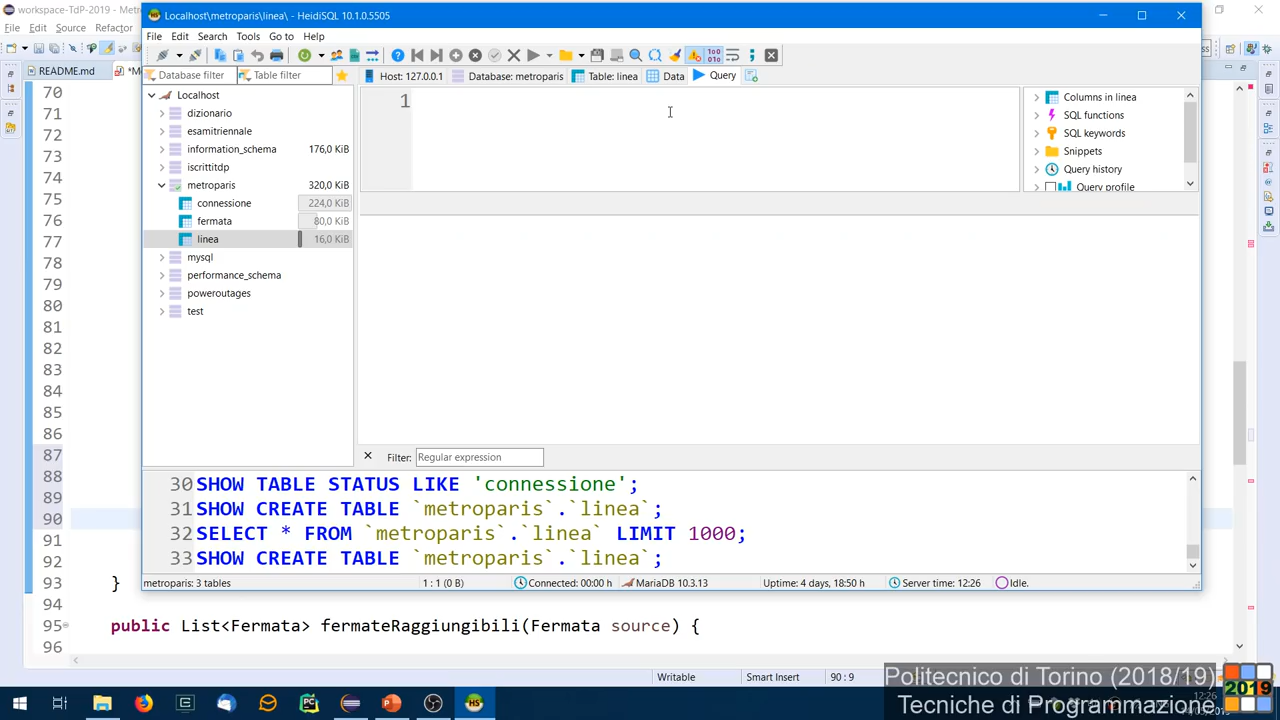 workspace-TdP-2019 - Metro
File Edit Source Refactor
README.md
Localhost\metroparis\linea\ - HeidiSQL 10.1.0.5505
File Edit Search Tools Go to Help
Database filter Table filter
Host: 127.0.0.1 Database: metroparis Table: linea Data Query
Localhost
dizionario
esamitriennale
information_schema 176,0 KiB
iscrittitdp
metroparis 320,0 KiB
connessione 224,0 KiB
fermata 80,0 KiB
linea 16,0 KiB
mysql
performance_schema
poweroutages
test
1
Columns in linea
SQL functions
SQL keywords
Snippets
Query history
Query profile
Filter: Regular expression
30 SHOW TABLE STATUS LIKE 'connessione';
31 SHOW CREATE TABLE `metroparis`.`linea`;
32 SELECT * FROM `metroparis`.`linea` LIMIT 1000;
33 SHOW CREATE TABLE `metroparis`.`linea`;
metroparis: 3 tables 1 : 1 (0 B) Connected: 00:00 h MariaDB 10.3.13 Uptime: 4 days, 18:50 h Server time: 12:26 Idle.
70
71
72
73
74
75
76
77
78
79
80
81
82
83
84
85
86
87
88
89
90
91
92
93 }
94
95 public List<Fermata> fermateRaggiungibili(Fermata source) {
96
Writable Smart Insert 90 : 9
Politecnico di Torino (2018/19)
Tecniche di Programmazione
2019
12:26